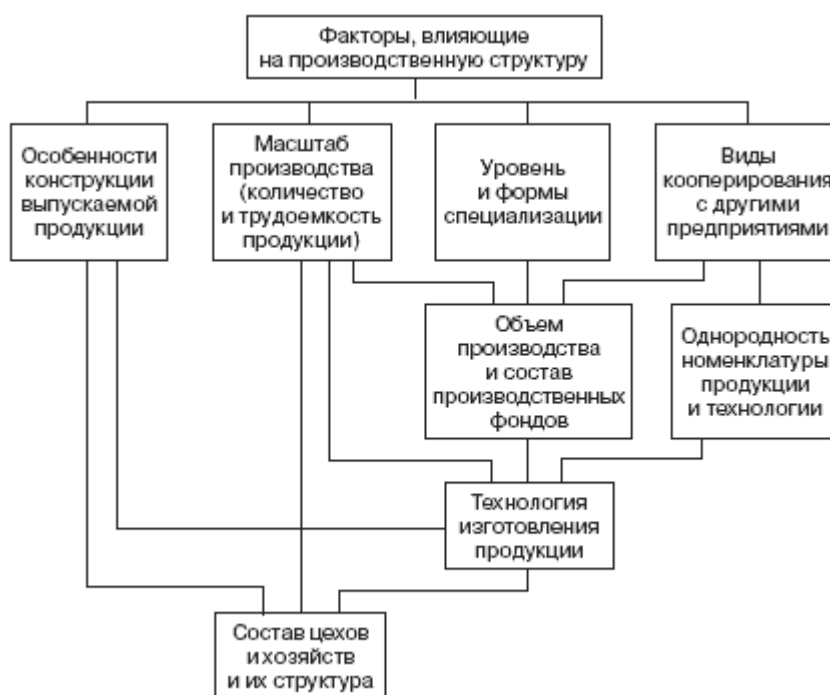 Факторы, влияющие
на производственную структуру
Особенности
конструкции
выпускаемой
продукции
Масштаб
производства
(количество
и трудоемкость
продукции)
Уровень
и формы
специализации
Виды
кооперирования
с другими
предприятиями
Объем
производства
и состав
производственных
фондов
Однородность
номенклатуры
продукции
и технологии
Технология
изготовления
продукции
Состав цехов
и хозяйств
и их структура